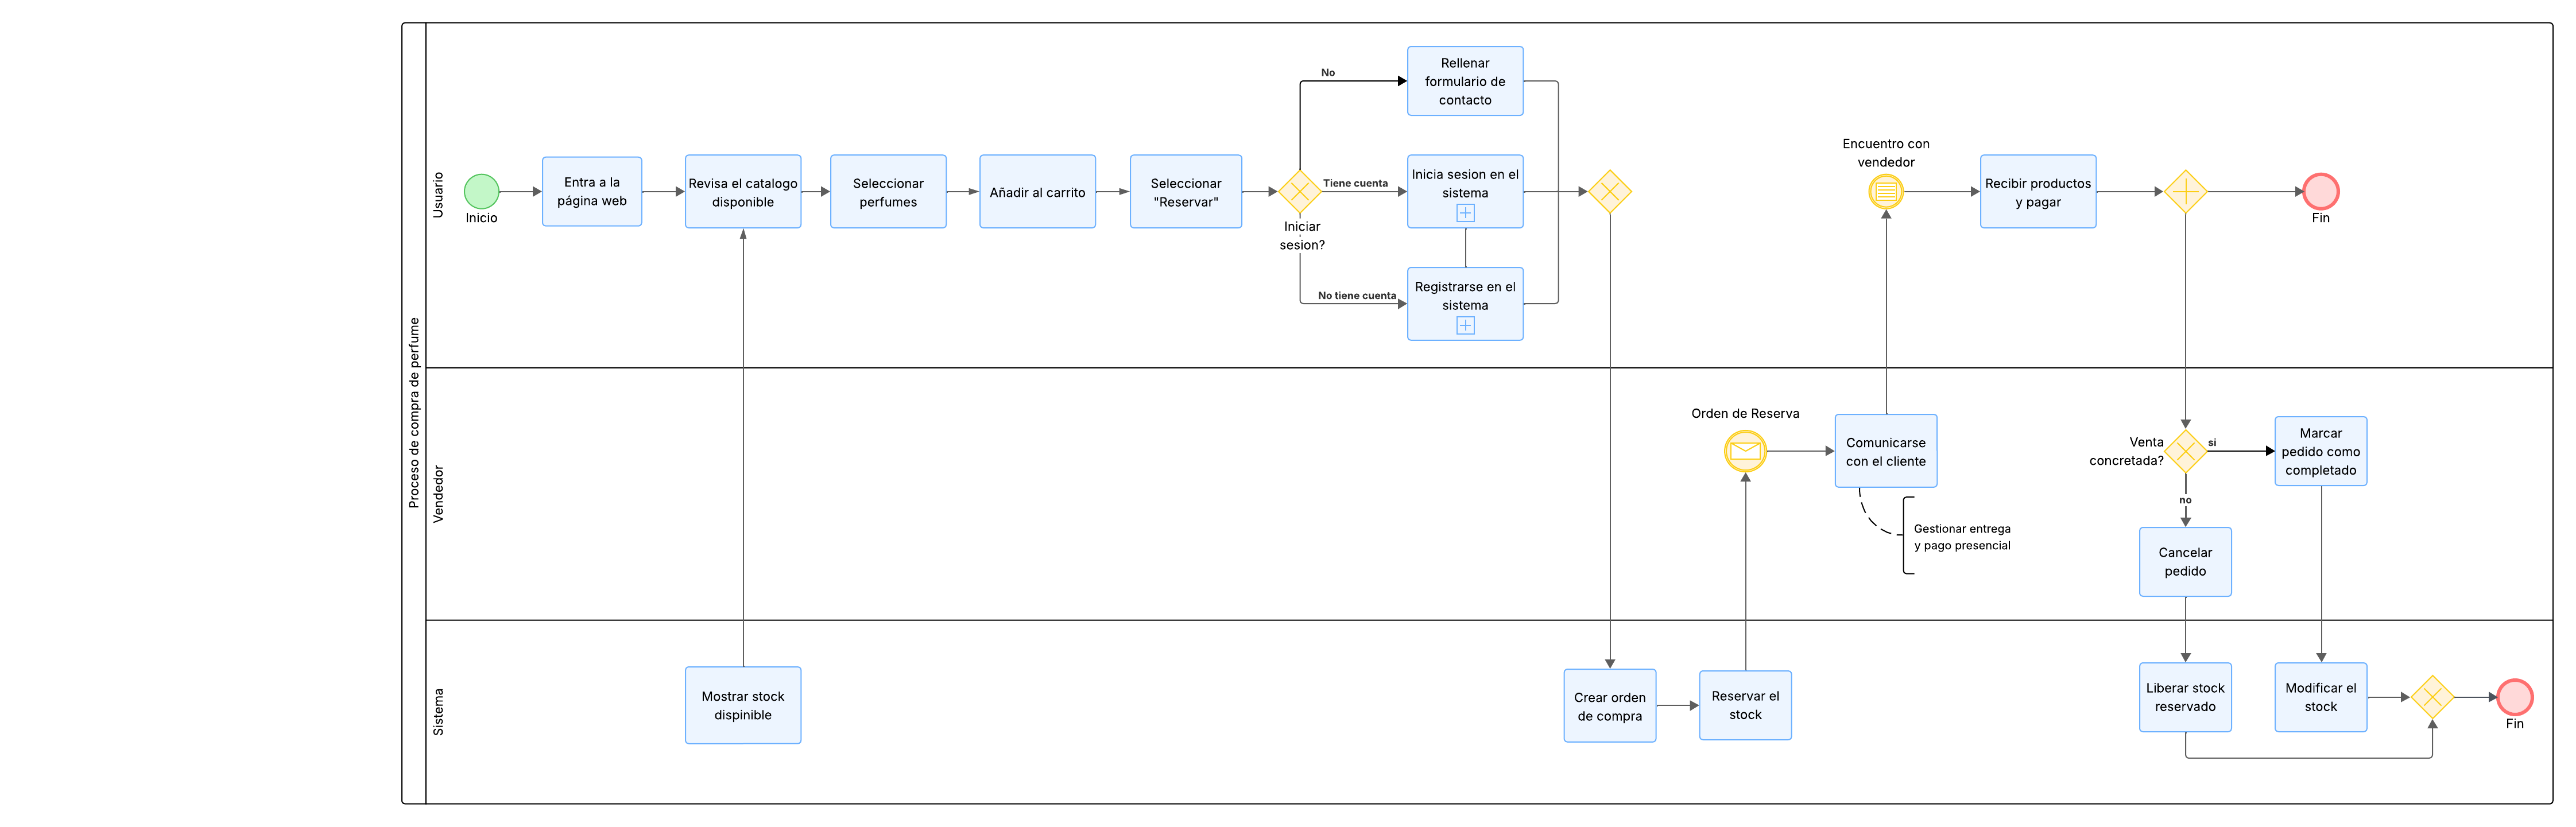 Proceso de compra de perfume
Usuario
Inicio
Entra a la
página web
Revisa el catalogo
disponible
Seleccionar
perfumes
Añadir al carrito
Seleccionar
"Reservar"
Iniciar
sesion?
No
Rellenar
formulario de
contacto
Tiene cuenta
Inicia sesion en el
sistema
No tiene cuenta
Registrarse en el
sistema
Encuentro con
vendedor
Recibir productos
y pagar
Fin
Vendedor
Orden de Reserva
Comunicarse
con el cliente
Gestionar entrega
y pago presencial
Venta
concretada?
si
Marcar
pedido como
completado
no
Cancelar
pedido
Sistema
Mostrar stock
dispinible
Crear orden
de compra
Reservar el
stock
Liberar stock
reservado
Modificar el
stock
Fin